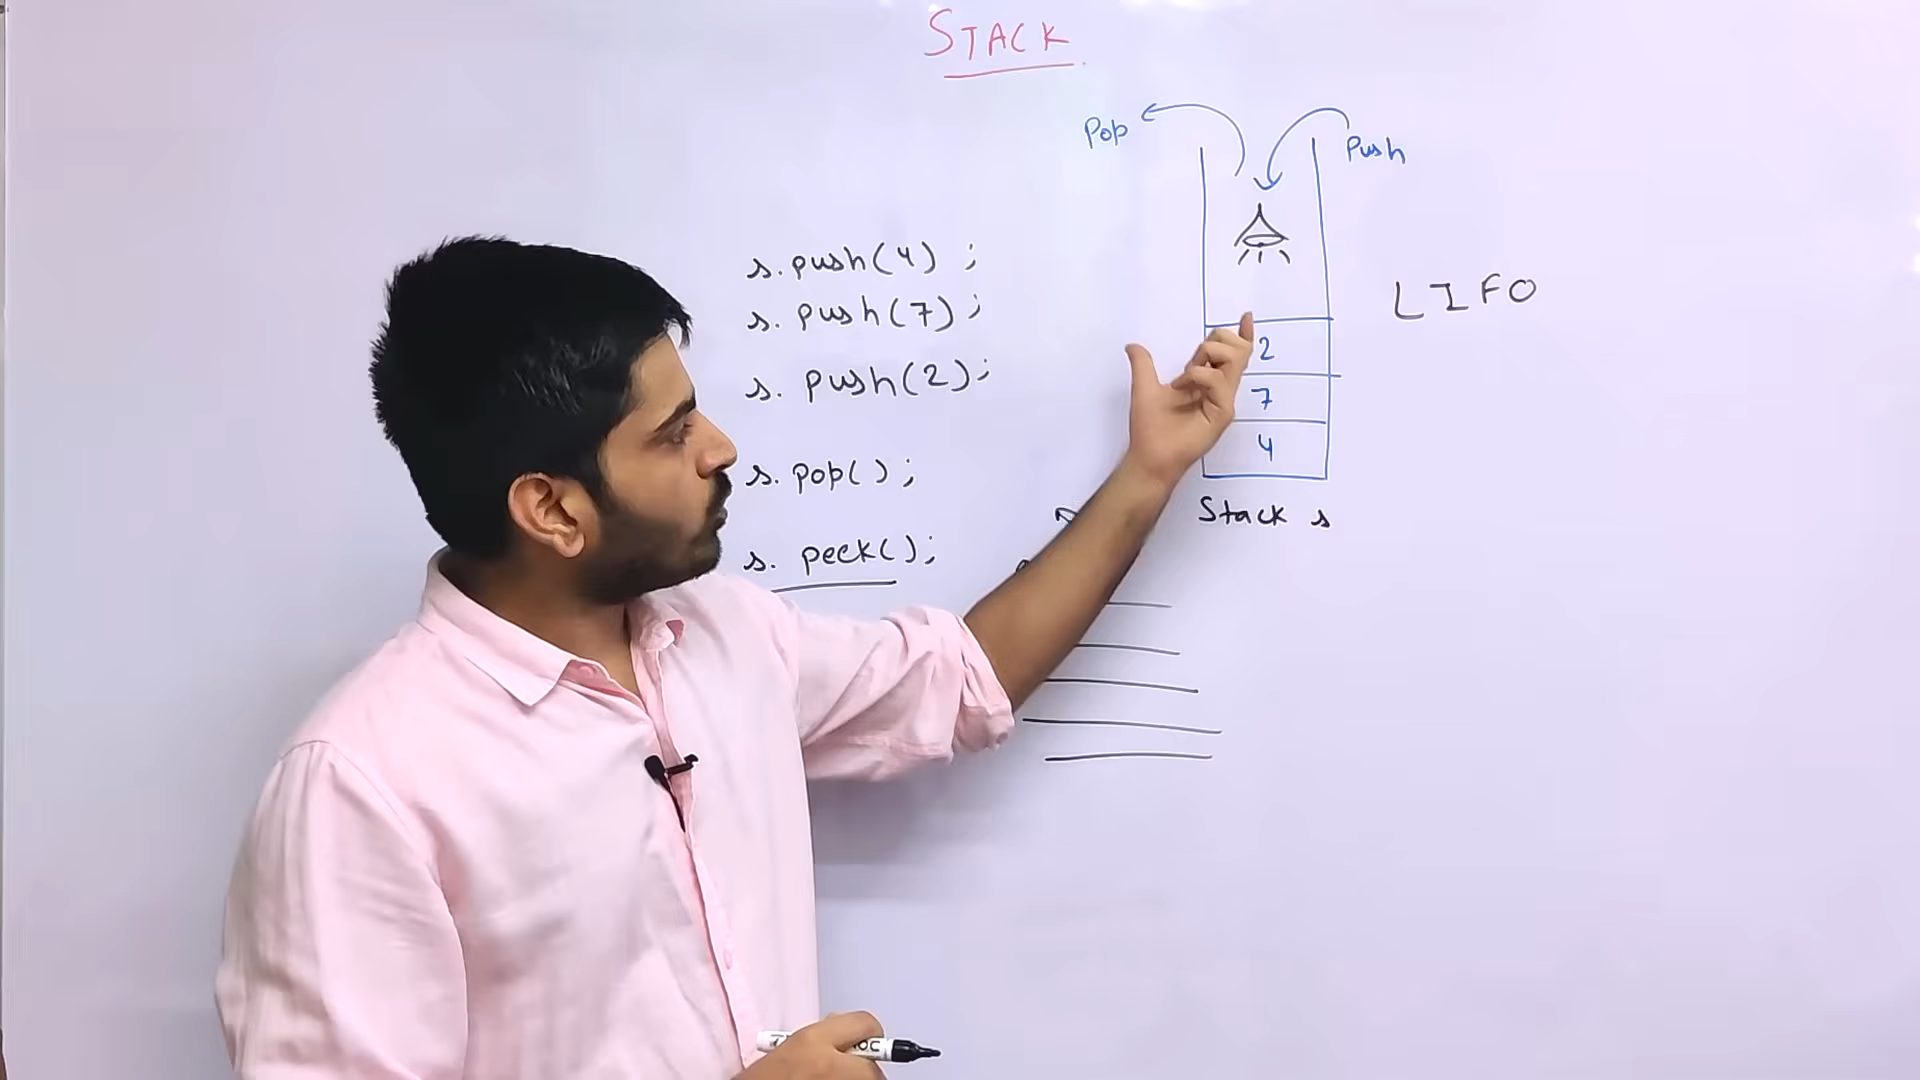 STACK
Pop
Push
s.push(4) ;
s. push(7) ;
s. push(2);
s. pop( ) ;
s. peek( );
LIFO
2
7
4
Stack s